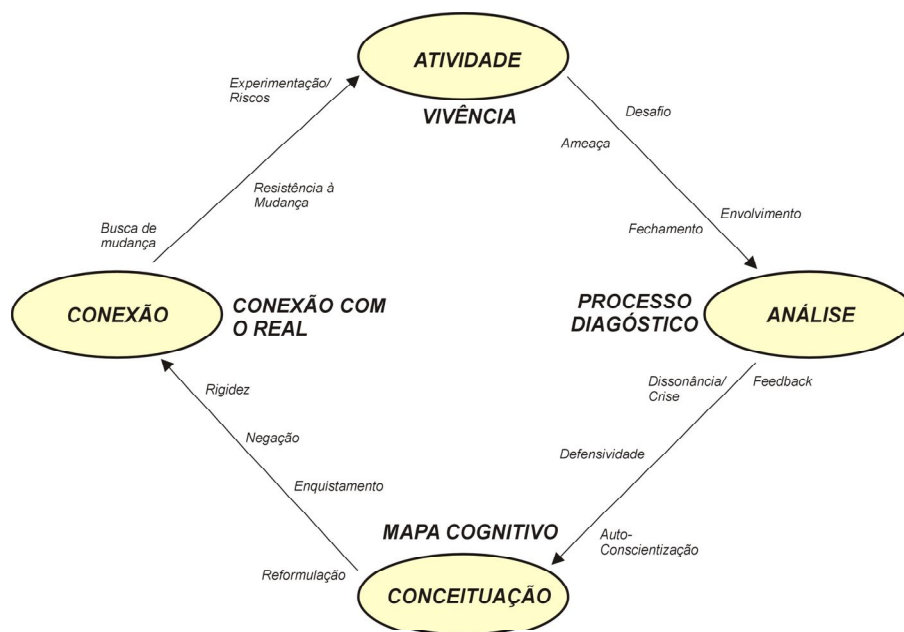 ATIVIDADE
VIVÊNCIA
Experimentação/
Riscos
Desafio
Ameaça
Resistência à
Mudança
Envolvimento
Fechamento
Busca de
mudança
CONEXÃO
CONEXÃO COM
O REAL
PROCESSO
DIAGÓSTICO
ANÁLISE
Dissonância/
Crise
Feedback
Rigidez
Negação
Defensividade
Enquistamento
MAPA COGNITIVO
Auto-
Conscientização
Reformulação
CONCEITUAÇÃO